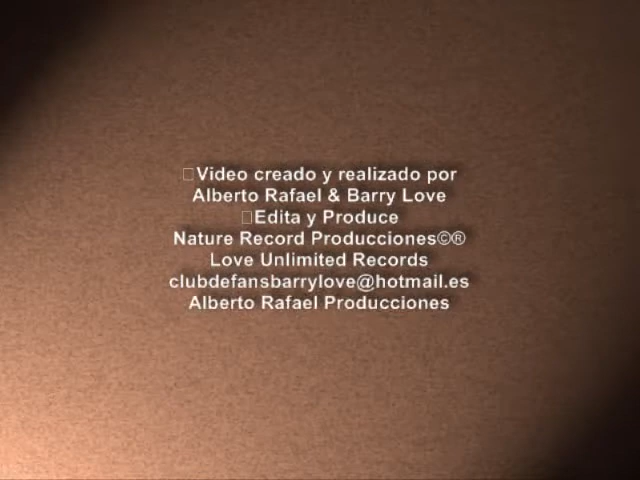 □Video creado y realizado por
Alberto Rafael & Barry Love
□Edita y Produce
Nature Record Producciones©®
Love Unlimited Records
clubdefansbarrylove@hotmail.es
Alberto Rafael Producciones